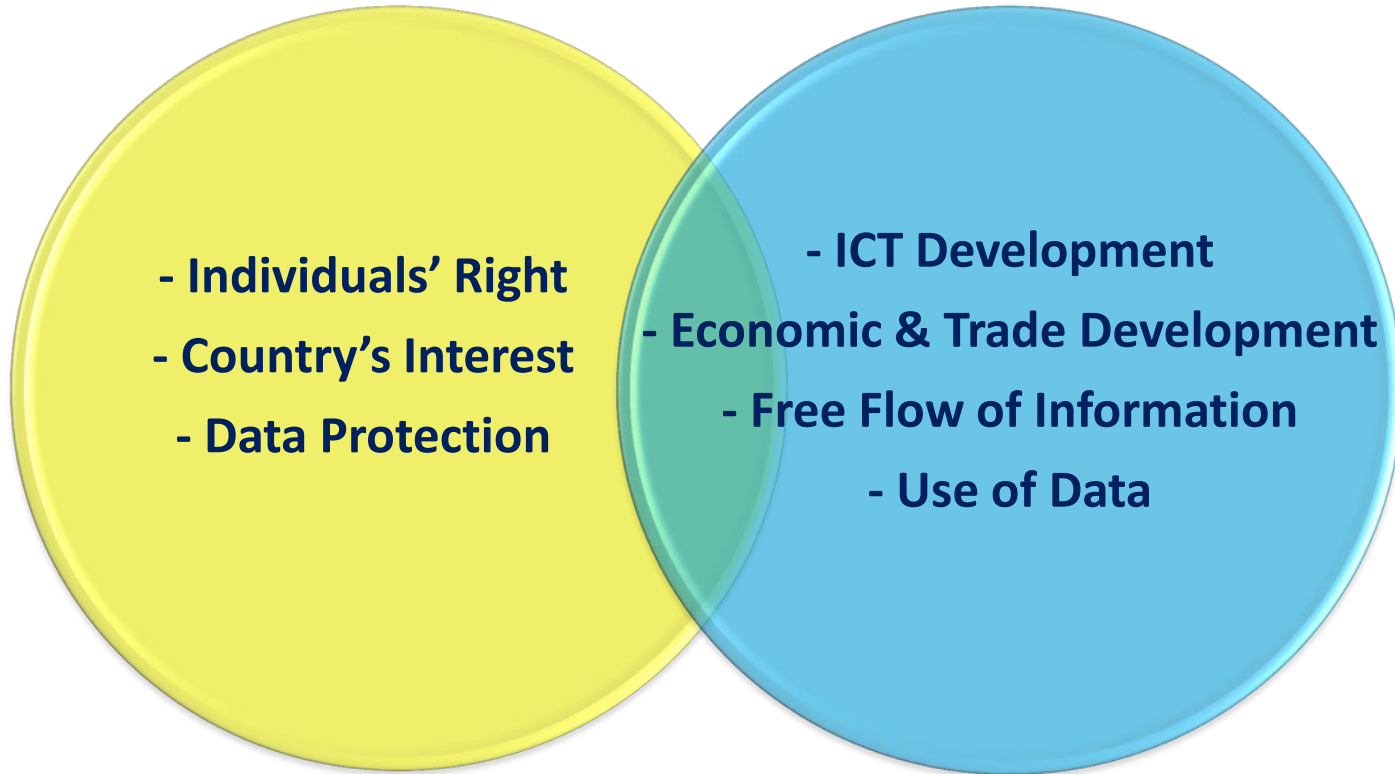 - Individuals’ Right
- Country’s Interest
- Data Protection
- ICT Development
- Economic & Trade Development
- Free Flow of Information
- Use of Data